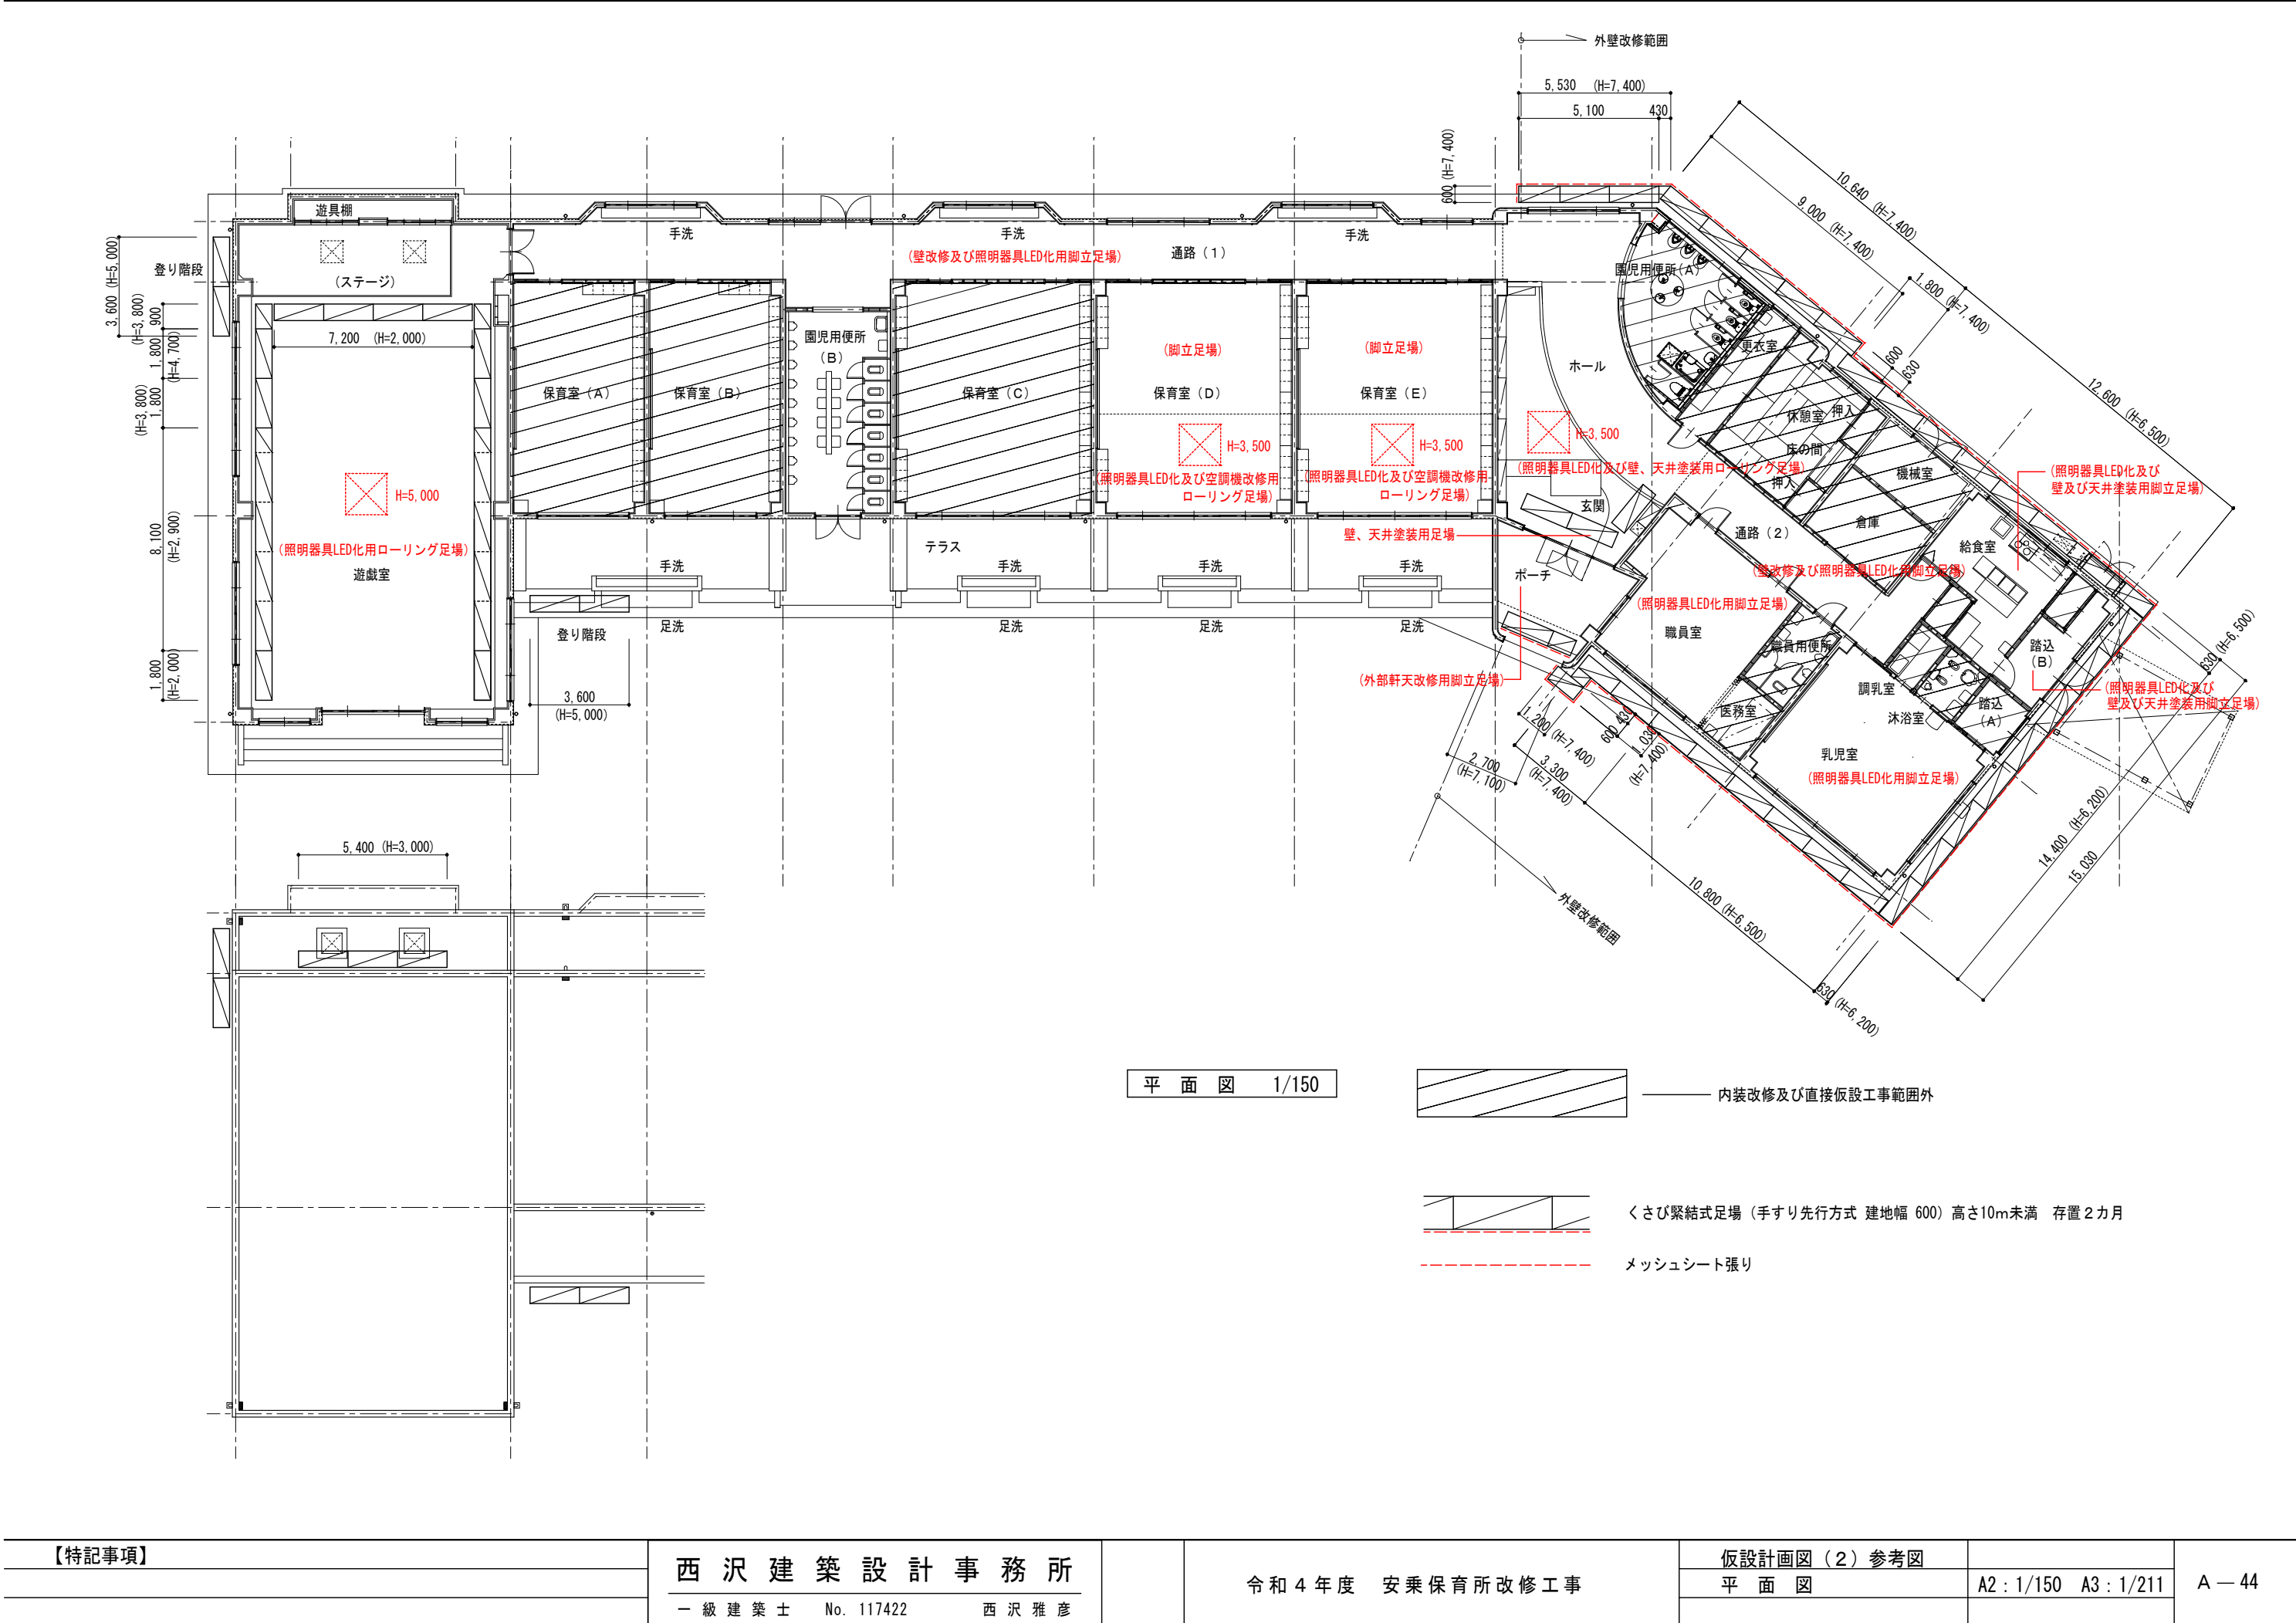 外壁改修範囲
5,530 (H=7,400)
5,100 430
600 (H=7,400)
10,640 (H=7,400)
9,000 (H=7,400)
1,800 (H=7,400)
600
630
12,600 (H=6,500)
遊具棚
手洗
手洗
手洗
通路（1）
(壁改修及び照明器具LED化用脚立足場)
登り階段
(ステージ)
3,600 (H=5,000)
900
(H=3,800)
1,800
(H=4,700)
1,800
(H=3,800)
8,100
(H=2,900)
1,800
(H=2,000)
7,200 (H=2,000)
H=5,000
(照明器具LED化用ローリング足場)
遊戯室
保育室（A）
保育室（B）
園児用便所
（B）
保育室（C）
(脚立足場)
保育室（D）
H=3,500
(照明器具LED化及び空調機改修用
ローリング足場)
(脚立足場)
保育室（E）
H=3,500
(照明器具LED化及び空調機改修用
ローリング足場)
園児用便所(A)
ホール
H=3,500
(照明器具LED化及び壁、天井塗装用ローリング足場)
更衣室
休憩室
押入
床の間
押入
機械室
倉庫
玄関
通路（2）
給食室
(照明器具LED化及び
壁及び天井塗装用脚立足場)
(壁改修及び照明器具LED化用脚立足場)
壁、天井塗装用足場
テラス
ポーチ
手洗
手洗
手洗
手洗
足洗
足洗
足洗
足洗
登り階段
3,600
(H=5,000)
(照明器具LED化用脚立足場)
職員室
職員用便所
医務室
調乳室
沐浴室
踏込
（A）
踏込
（B）
(照明器具LED化及び
壁及び天井塗装用脚立足場)
乳児室
(照明器具LED化用脚立足場)
(外部軒天改修用脚立足場)
1,200 (H=7,400)
2,700
(H=7,100)
3,300
(H=7,400)
600 430
1,030
(H=7,400)
外壁改修範囲
10,800 (H=6,500)
630 (H=6,200)
630 (H=6,500)
14,400 (H=6,200)
15,030
5,400 (H=3,000)
平 面 図 1/150
内装改修及び直接仮設工事範囲外
くさび緊結式足場（手すり先行方式 建地幅 600）高さ10m未満 存置２カ月
メッシュシート張り
【特記事項】
西沢建築設計事務所
一級建築士 No. 117422 西沢雅彦
令和４年度 安乗保育所改修工事
仮設計画図（２）参考図
平 面 図
A2 : 1/150 A3 : 1/211
A — 44